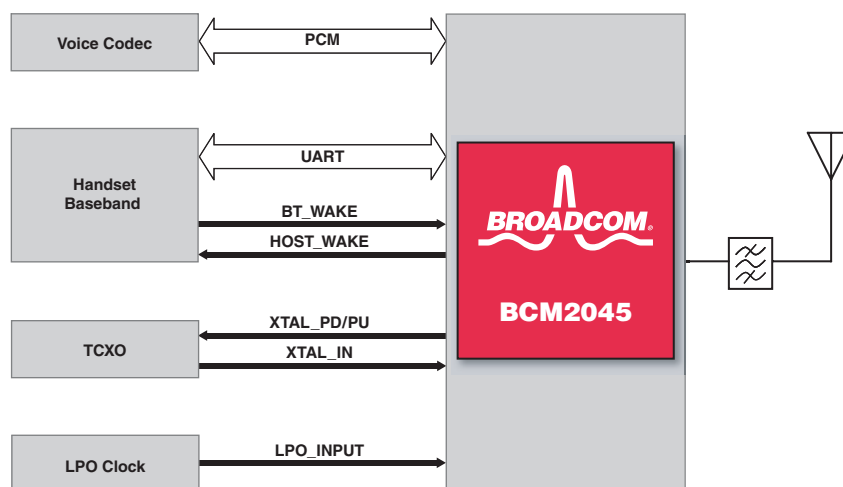 Voice Codec
PCM
Handset
Baseband
UART
BT_WAKE
HOST_WAKE
BROADCOM®
BCM2045
TCXO
XTAL_PD/PU
XTAL_IN
LPO Clock
LPO_INPUT